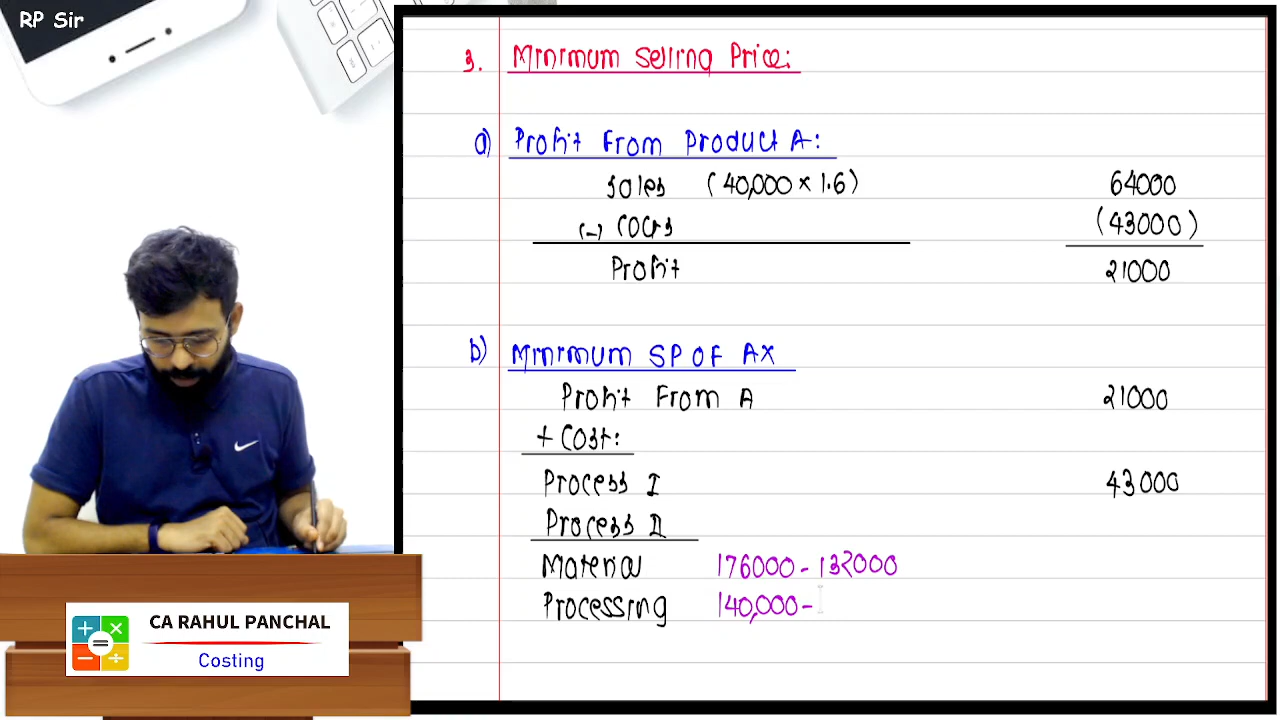 RP Sir
3. Minimum Selling Price:
a) Profit From Product A:
Sales (40,000 × 1.6) 64000
(-) Costs (43000)
Profit 21000
b) Minimum SP OF AX
Profit From A 21000
+ Cost:
Process I 43000
Process II
Material 176000 - 132000
Processing 140,000 -
CA RAHUL PANCHAL
Costing